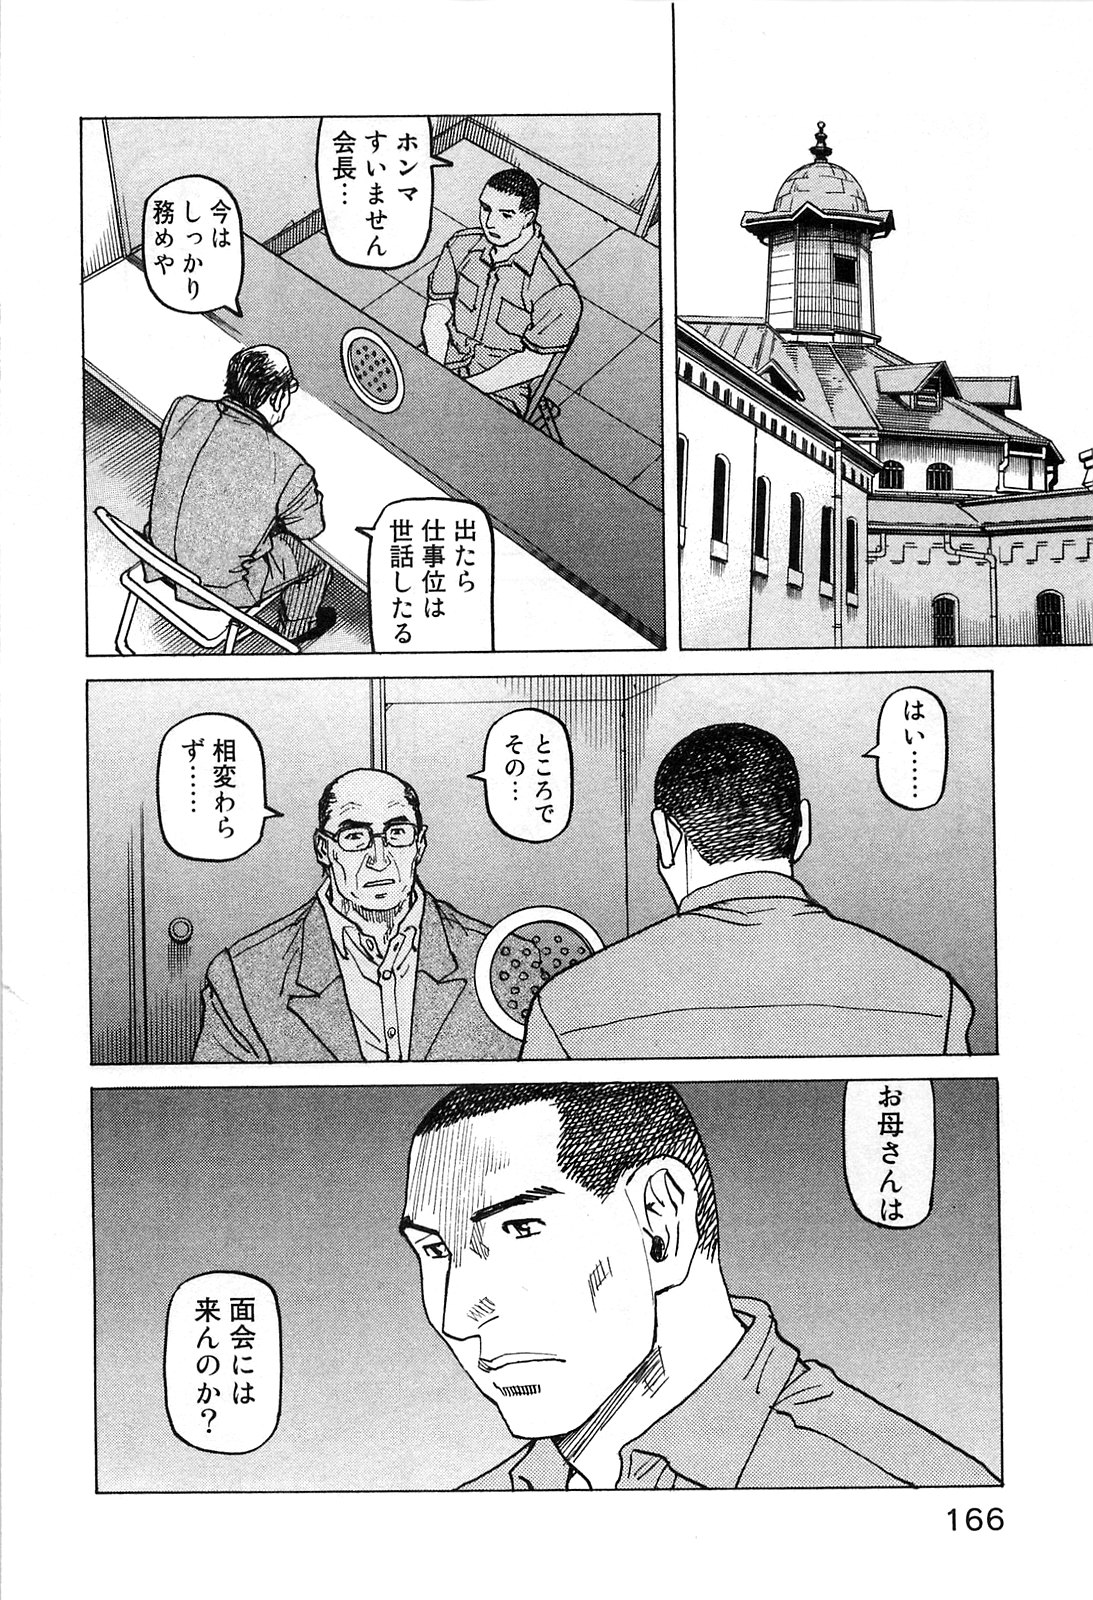 ホンマ
すいません
会長…
今は
しっかり
務めや
出たら
仕事位は
世話したる
はい……
ところで
その…
相変わら
ず……
お母さんは
面会には
来んのか？
166